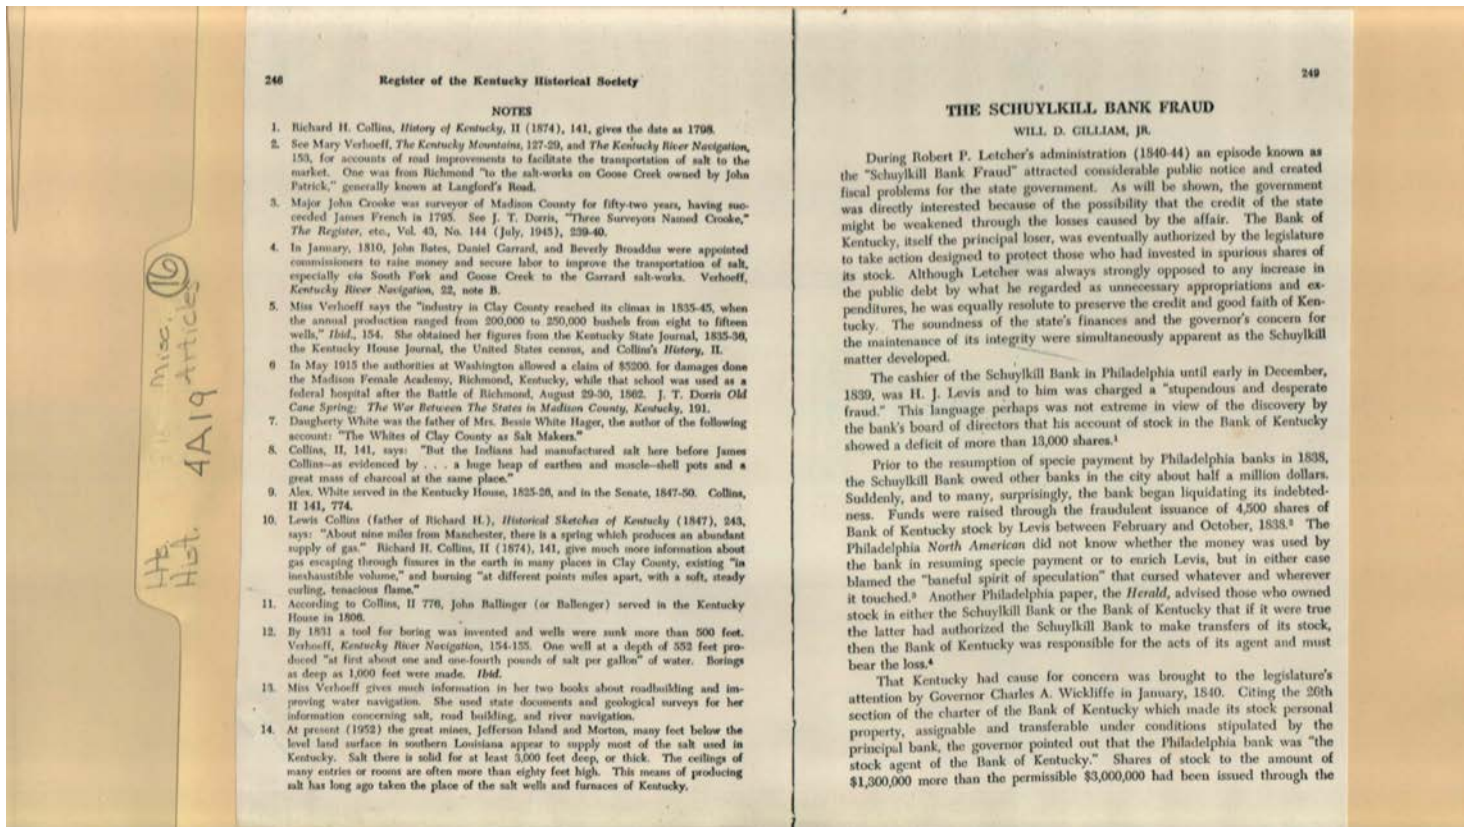 Hb. Misc. 16
Hist. 4A19 Articles
246 Register of the Kentucky Historical Society
NOTES
1. Richard H. Collins, History of Kentucky, II (1874), 141, gives the date as 1798.
2. See Mary Verhoeff, The Kentucky Mountains, 127-29, and The Kentucky River Navigation,
153, for accounts of road improvements to facilitate the transportation of salt to the
market. One was from Richmond "to the salt-works on Goose Creek owned by John
Patrick," generally known at Langford's Road.
3. Major John Crooke was surveyor of Madison County for fifty-two years, having suc-
ceeded James French in 1795. See J. T. Dorris, "Three Surveyors Named Crooke,"
The Register, etc., Vol. 43, No. 144 (July, 1945), 239-40.
4. In January, 1810, John Bates, Daniel Garrard, and Beverly Broaddus were appointed
commissioners to raise money and secure labor to improve the transportation of salt,
especially via South Fork and Goose Creek to the Garrard salt-works. Verhoeff,
Kentucky River Navigation, 22, note B.
5. Miss Verhoeff says the "industry in Clay County reached its climax in 1835-45, when
the annual production ranged from 200,000 to 250,000 bushels from eight to fifteen
wells," Ibid., 154. She obtained her figures from the Kentucky State Journal, 1835-36,
the Kentucky House Journal, the United States census, and Collins's History, II.
6 In May 1915 the authorities at Washington allowed a claim of $5200. for damages done
the Madison Female Academy, Richmond, Kentucky, while that school was used as a
federal hospital after the Battle of Richmond, August 29-30, 1862. J. T. Dorris Old
Cane Spring: The War Between The States in Madison County, Kentucky, 191.
7. Daugherty White was the father of Mrs. Bessie White Hager, the author of the following
account: "The Whites of Clay County as Salt Makers."
8. Collins, II, 141, says: "But the Indians had manufactured salt here before James
Collins—as evidenced by . . . a huge heap of earthen and muscle-shell pots and a
great mass of charcoal at the same place."
9. Alex. White served in the Kentucky House, 1825-26, and in the Senate, 1847-50. Collins,
II 141, 774.
10. Lewis Collins (father of Richard H.), Historical Sketches of Kentucky (1847), 243,
says: "About nine miles from Manchester, there is a spring which produces an abundant
supply of gas." Richard H. Collins, II (1874), 141, give much more information about
gas escaping through fissures in the earth in many places in Clay County, existing "in
inexhaustible volume," and burning "at different points miles apart, with a soft, steady
curling, tenacious flame."
11. According to Collins, II 776, John Ballinger (or Ballenger) served in the Kentucky
House in 1806.
12. By 1831 a tool for boring was invented and wells were sunk more than 500 feet.
Verhoeff, Kentucky River Navigation, 154-155. One well at a depth of 552 feet pro-
duced "at first about one and one-fourth pounds of salt per gallon" of water. Borings
as deep as 1,000 feet were made. Ibid.
13. Miss Verhoeff gives much information in her two books about roadbuilding and im-
proving water navigation. She used state documents and geological surveys for her
information concerning salt, road building, and river navigation.
14. At present (1952) the great mines, Jefferson Island and Morton, many feet below the
level land surface in southern Louisiana appear to supply most of the salt used in
Kentucky. Salt there is solid for at least 3,000 feet deep, or thick. The ceilings of
many entries or rooms are often more than eighty feet high. This means of producing
salt has long ago taken the place of the salt wells and furnaces of Kentucky.
249
THE SCHUYLKILL BANK FRAUD
WILL D. GILLIAM, JR.
During Robert P. Letcher's administration (1840-44) an episode known as
the "Schuylkill Bank Fraud" attracted considerable public notice and created
fiscal problems for the state government. As will be shown, the government
was directly interested because of the possibility that the credit of the state
might be weakened through the losses caused by the affair. The Bank of
Kentucky, itself the principal loser, was eventually authorized by the legislature
to take action designed to protect those who had invested in spurious shares of
its stock. Although Letcher was always strongly opposed to any increase in
the public debt by what he regarded as unnecessary appropriations and ex-
penditures, he was equally resolute to preserve the credit and good faith of Ken-
tucky. The soundness of the state's finances and the governor's concern for
the maintenance of its integrity were simultaneously apparent as the Schuylkill
matter developed.
The cashier of the Schuylkill Bank in Philadelphia until early in December,
1839, was H. J. Levis and to him was charged a "stupendous and desperate
fraud." This language perhaps was not extreme in view of the discovery by
the bank's board of directors that his account of stock in the Bank of Kentucky
showed a deficit of more than 13,000 shares.¹
Prior to the resumption of specie payment by Philadelphia banks in 1838,
the Schuylkill Bank owed other banks in the city about half a million dollars.
Suddenly, and to many, surprisingly, the bank began liquidating its indebted-
ness. Funds were raised through the fraudulent issuance of 4,500 shares of
Bank of Kentucky stock by Levis between February and October, 1838.² The
Philadelphia North American did not know whether the money was used by
the bank in resuming specie payment or to enrich Levis, but in either case
blamed the "baneful spirit of speculation" that cursed whatever and wherever
it touched.³ Another Philadelphia paper, the Herald, advised those who owned
stock in either the Schuylkill Bank or the Bank of Kentucky that if it were true
the latter had authorized the Schuylkill Bank to make transfers of its stock,
then the Bank of Kentucky was responsible for the acts of its agent and must
bear the loss.⁴
That Kentucky had cause for concern was brought to the legislature's
attention by Governor Charles A. Wickliffe in January, 1840. Citing the 26th
section of the charter of the Bank of Kentucky which made its stock personal
property, assignable and transferable under conditions stipulated by the
principal bank, the governor pointed out that the Philadelphia bank was "the
stock agent of the Bank of Kentucky." Shares of stock to the amount of
$1,300,000 more than the permissible $3,000,000 had been issued through the